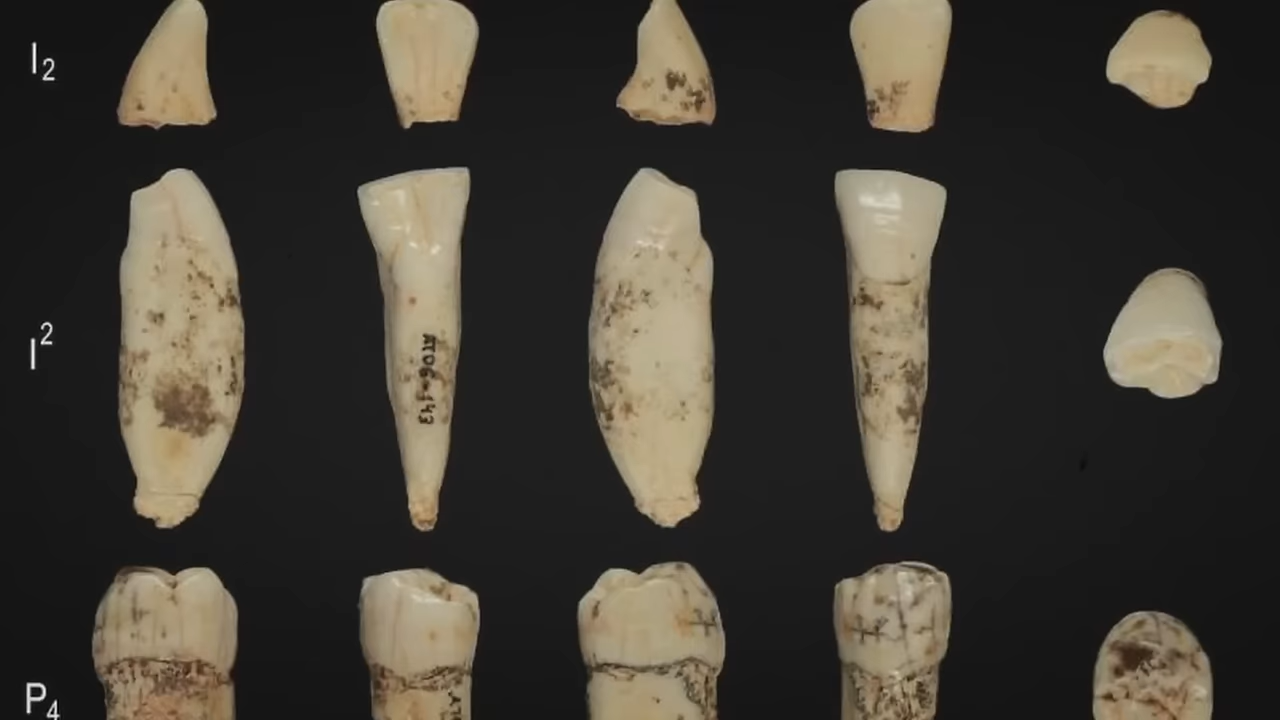 I₂
I²
AT06-143
P₄